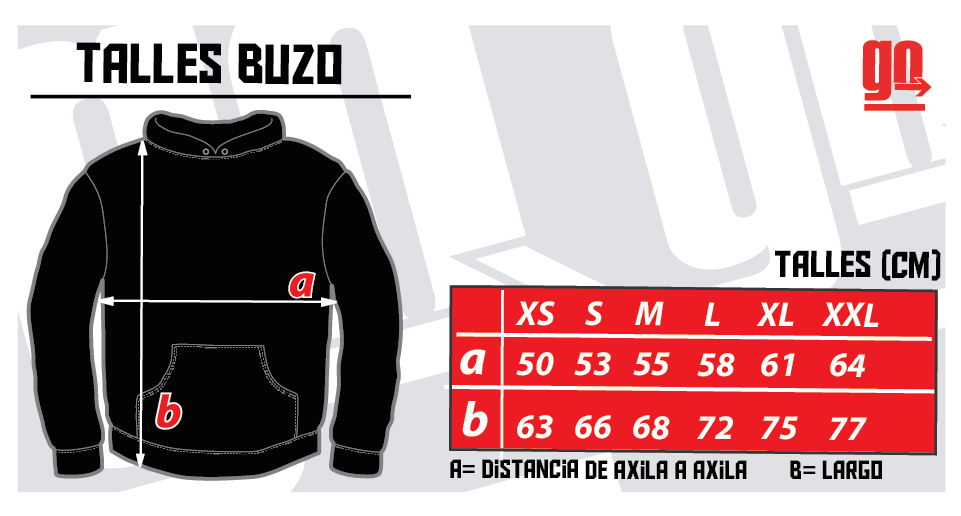 TALLES BUZO
go
a
b
TALLES (CM)
XS S M L XL XXL
a 50 53 55 58 61 64
b 63 66 68 72 75 77
A= DISTANCIA DE AXILA A AXILA B= LARGO